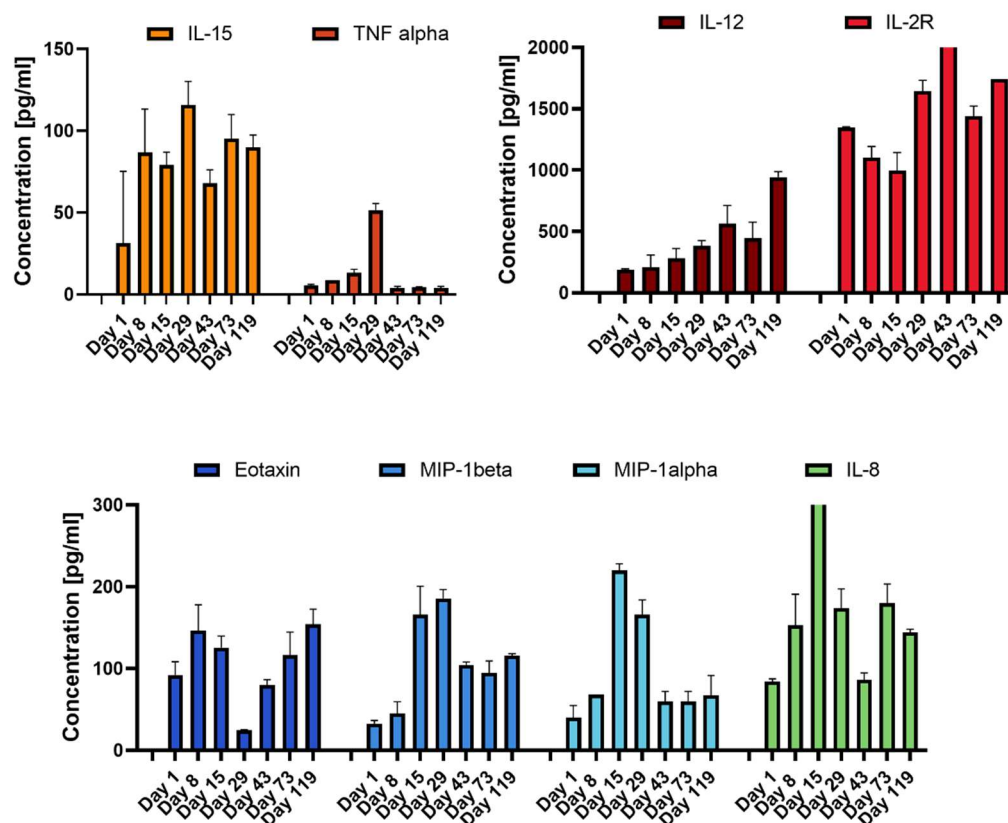 IL-15 TNF alpha
Concentration [pg/ml]
150
100
50
0
Day 1 Day 8 Day 15 Day 29 Day 43 Day 73 Day 119 Day 1 Day 8 Day 15 Day 29 Day 43 Day 73 Day 119
IL-12 IL-2R
Concentration [pg/ml]
2000
1500
1000
500
0
Day 1 Day 8 Day 15 Day 29 Day 43 Day 73 Day 119 Day 1 Day 8 Day 15 Day 29 Day 43 Day 73 Day 119
Eotaxin MIP-1beta MIP-1alpha IL-8
Concentration [pg/ml]
300
200
100
0
Day 1 Day 8 Day 15 Day 29 Day 43 Day 73 Day 119 Day 1 Day 8 Day 15 Day 29 Day 43 Day 73 Day 119 Day 1 Day 8 Day 15 Day 29 Day 43 Day 73 Day 119 Day 1 Day 8 Day 15 Day 29 Day 43 Day 73 Day 119